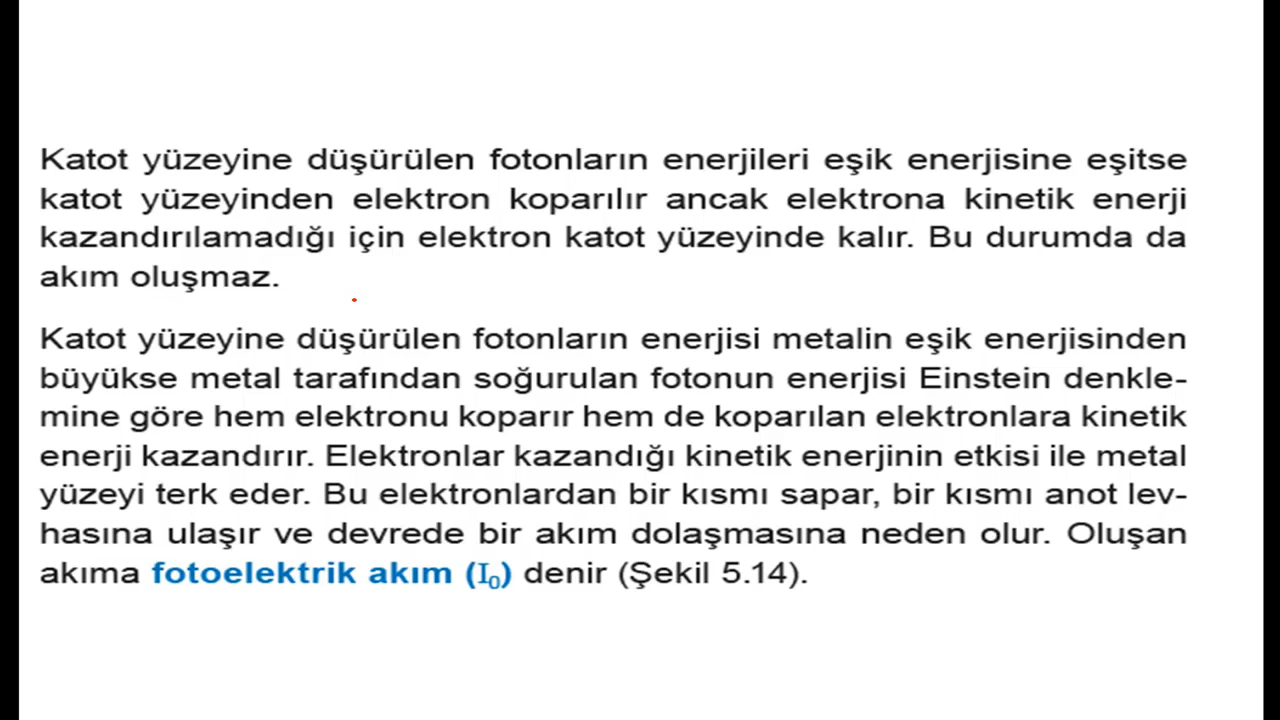 Katot yüzeyine düşürülen fotonların enerjileri eşik enerjisine eşitse
katot yüzeyinden elektron koparılır ancak elektrona kinetik enerji
kazandırılamadığı için elektron katot yüzeyinde kalır. Bu durumda da
akım oluşmaz.
Katot yüzeyine düşürülen fotonların enerjisi metalin eşik enerjisinden
büyükse metal tarafından soğurulan fotonun enerjisi Einstein denkle-
mine göre hem elektronu koparır hem de koparılan elektronlara kinetik
enerji kazandırır. Elektronlar kazandığı kinetik enerjinin etkisi ile metal
yüzeyi terk eder. Bu elektronlardan bir kısmı sapar, bir kısmı anot lev-
hasına ulaşır ve devrede bir akım dolaşmasına neden olur. Oluşan
akıma fotoelektrik akım (I₀) denir (Şekil 5.14).